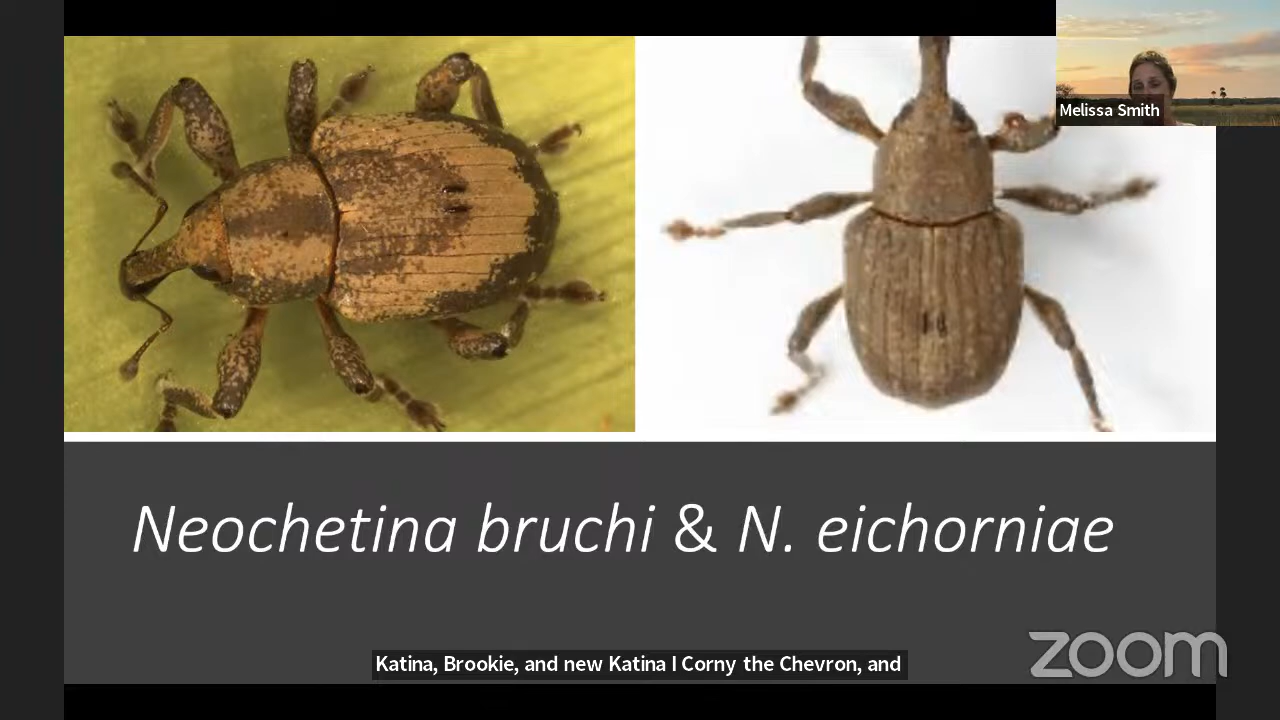 Melissa Smith
Neochetina bruchi & N. eichorniae
Katina, Brookie, and new Katina I Corny the Chevron, and
zoom